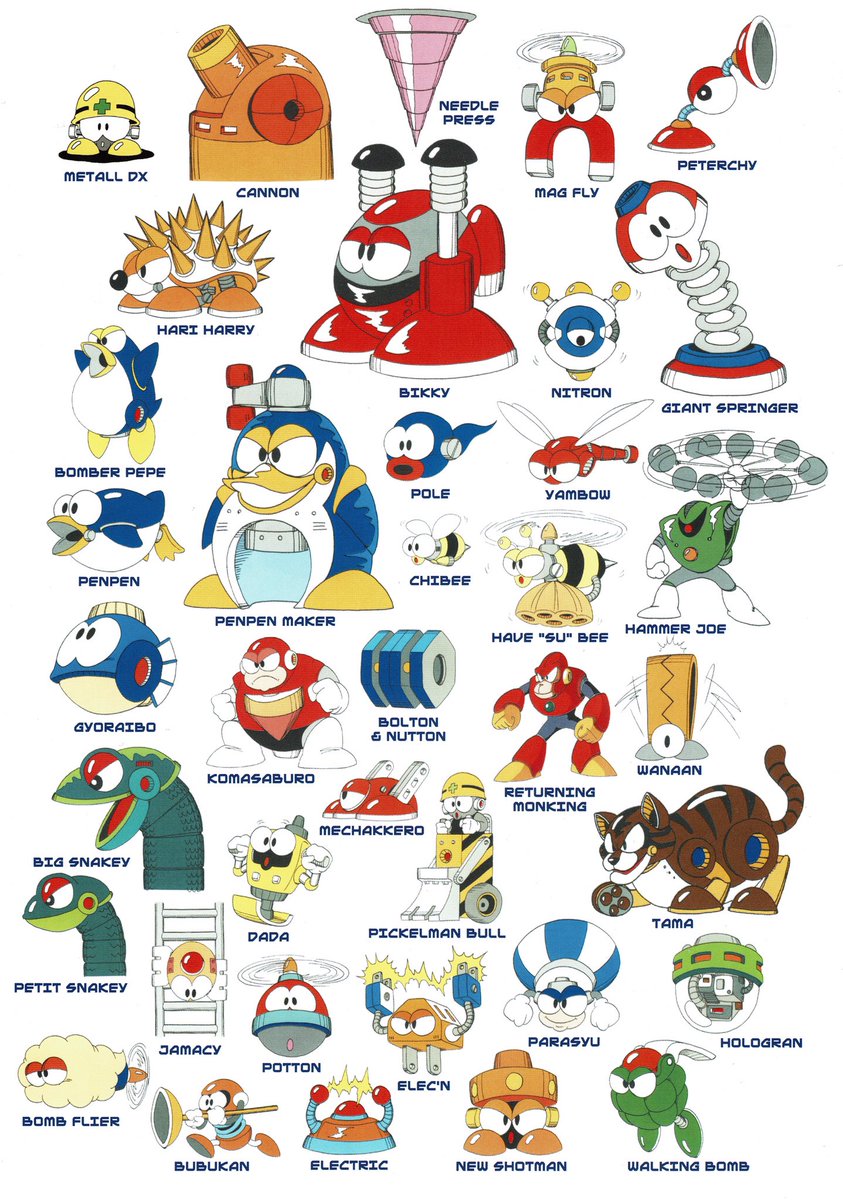 NEEDLE
PRESS
METALL DX
CANNON
MAG FLY
PETERCHY
HARI HARRY
BIKKY
NITRON
GIANT SPRINGER
BOMBER PEPE
POLE
YAMBOW
PENPEN
CHIBEE
PENPEN MAKER
HAVE "SU" BEE
HAMMER JOE
GYORAIBO
BOLTON
& NUTTON
KOMASABURO
WANAAN
RETURNING
MONKING
MECHAKKERO
BIG SNAKEY
DADA
PICKELMAN BULL
TAMA
PETIT SNAKEY
JAMACY
POTTON
ELEC'N
PARASYU
HOLOGRAN
BOMB FLIER
BUBUKAN
ELECTRIC
NEW SHOTMAN
WALKING BOMB